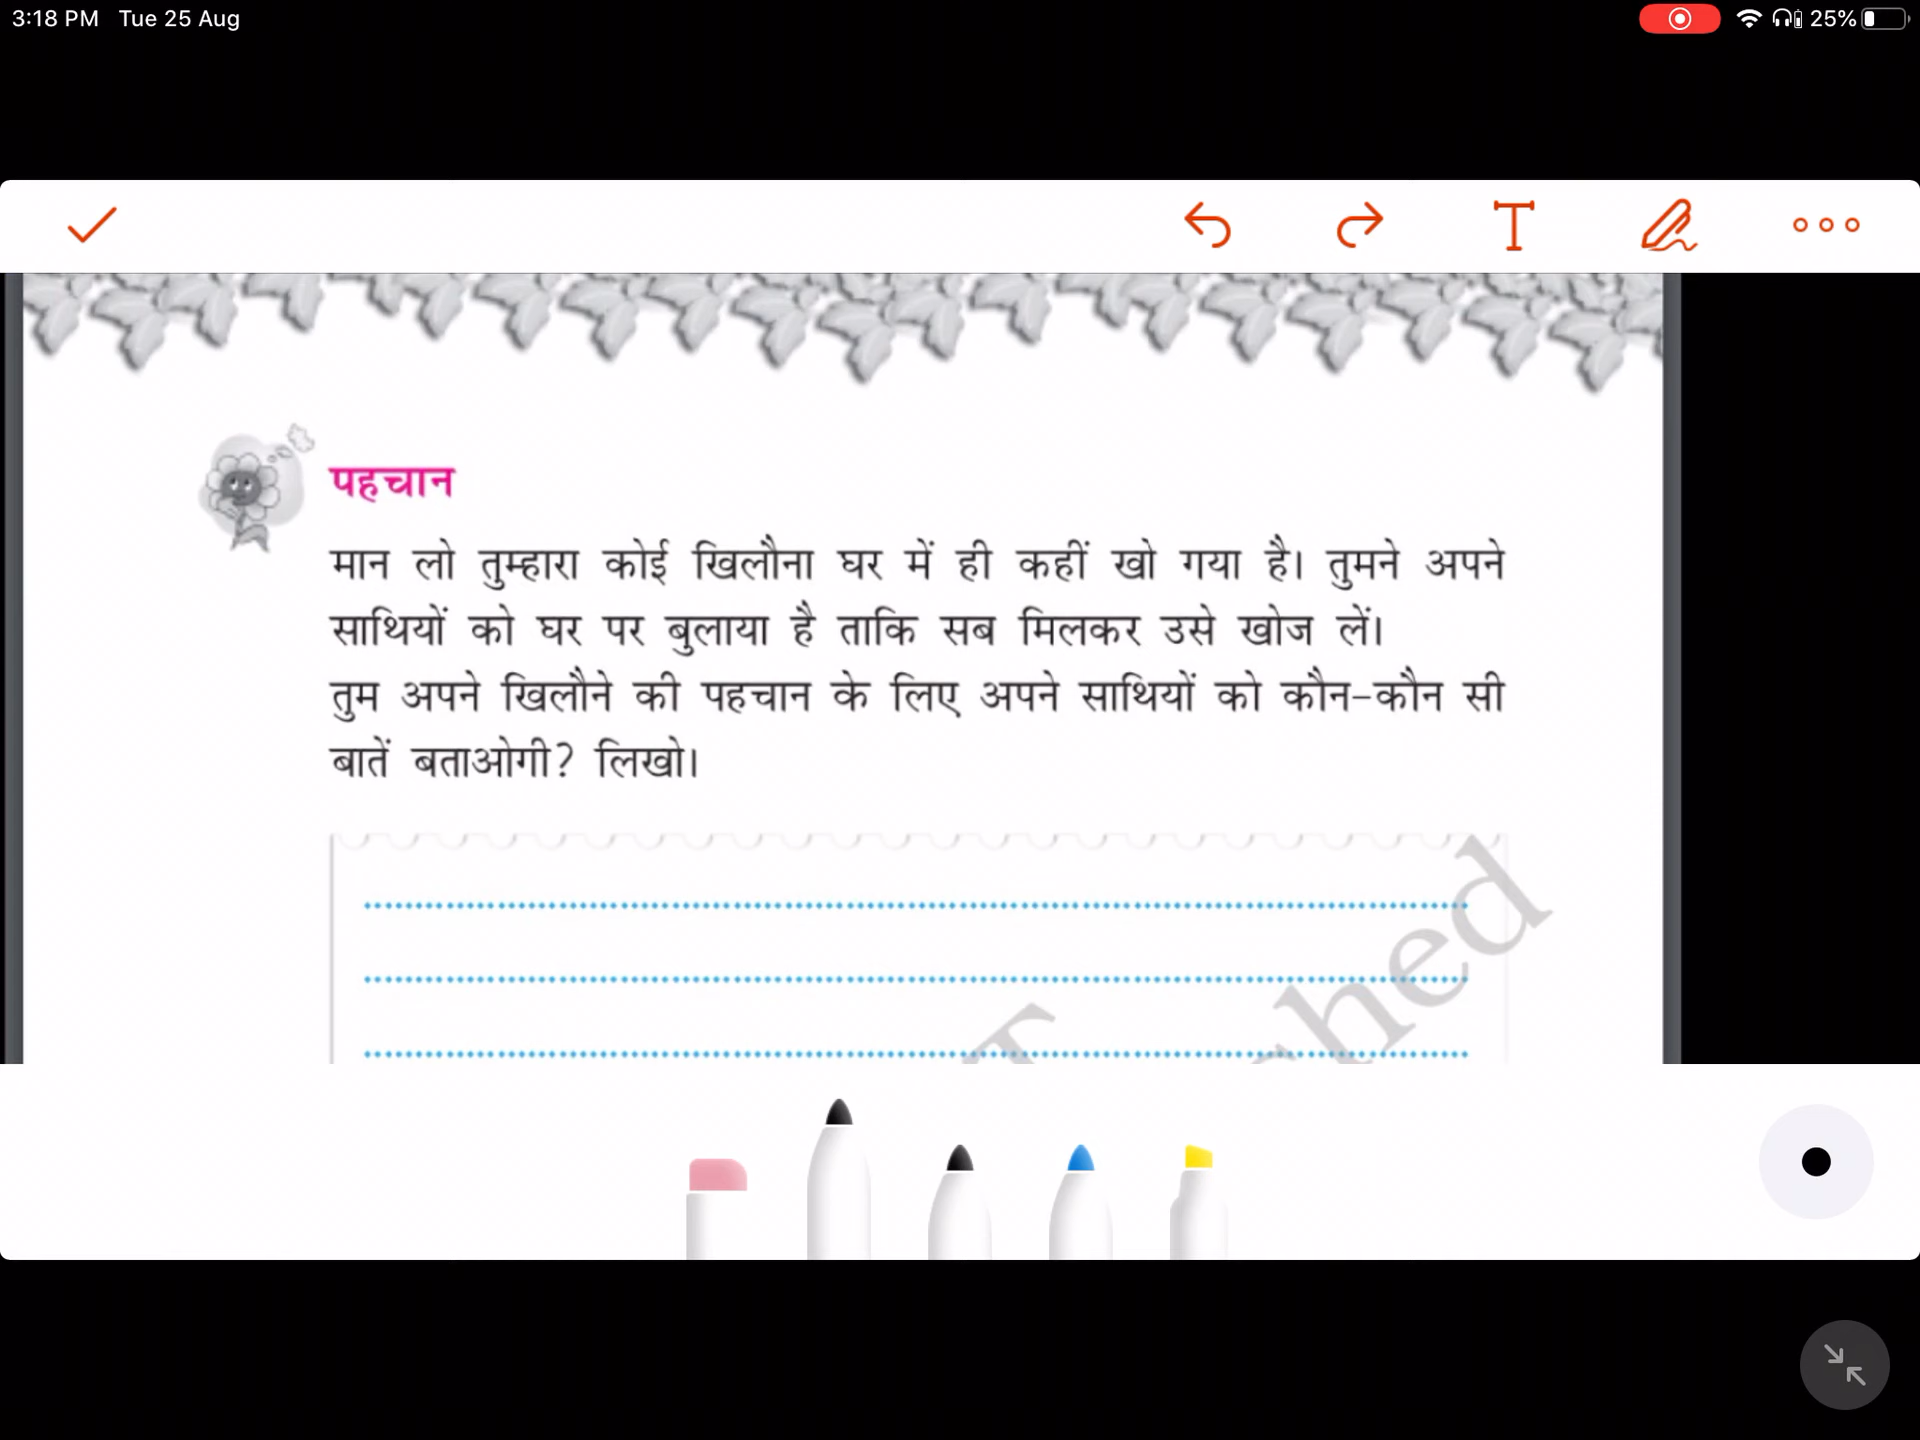 3:18 PM Tue 25 Aug
25%
T
पहचान
मान लो तुम्हारा कोई खिलौना घर में ही कहीं खो गया है। तुमने अपने
साथियों को घर पर बुलाया है ताकि सब मिलकर उसे खोज लें।
तुम अपने खिलौने की पहचान के लिए अपने साथियों को कौन-कौन सी
बातें बताओगी? लिखो।